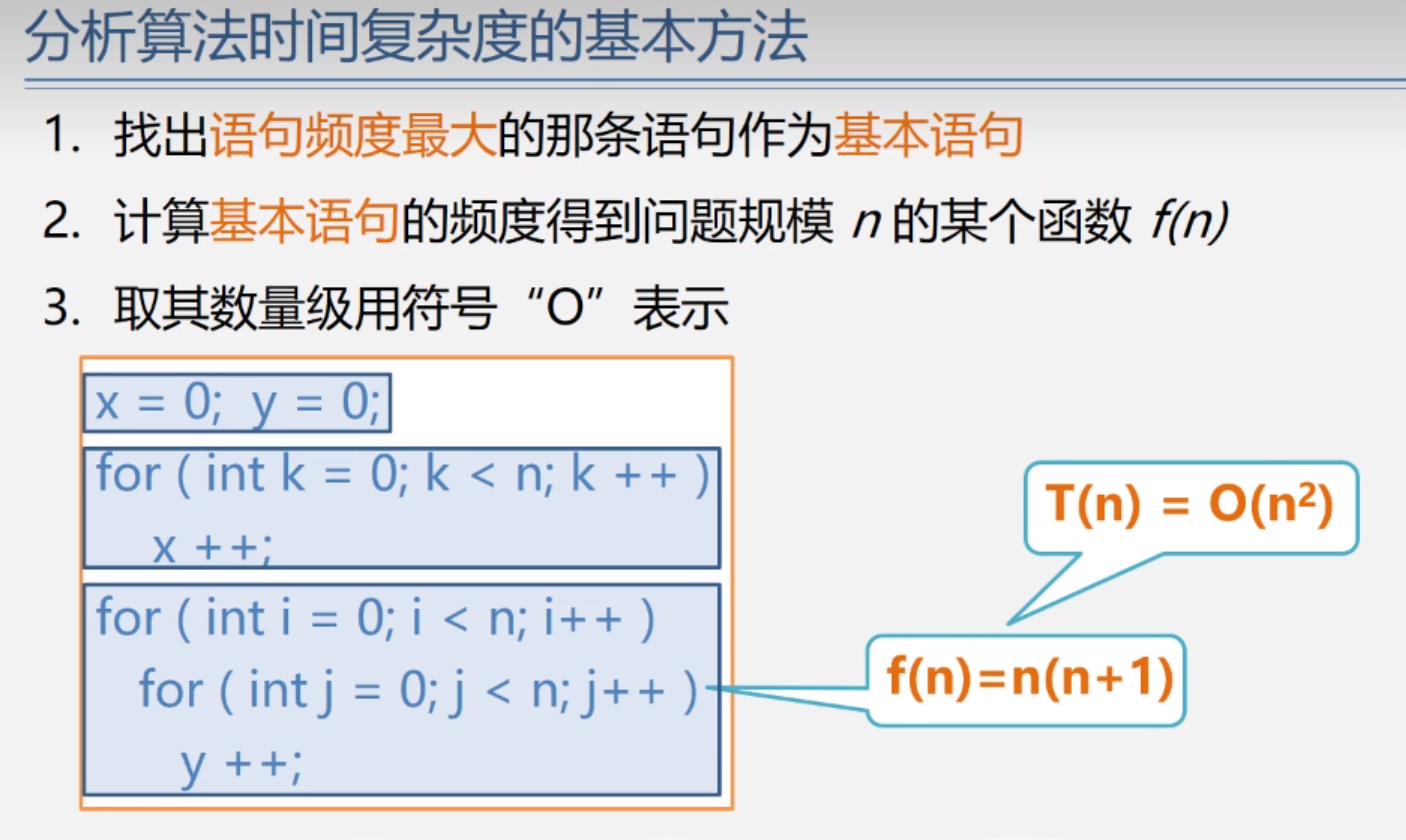 分析算法时间复杂度的基本方法
1. 找出语句频度最大的那条语句作为基本语句
2. 计算基本语句的频度得到问题规模 n 的某个函数 f(n)
3. 取其数量级用符号“O”表示
x = 0; y = 0;
for ( int k = 0; k < n; k ++ )
x ++;
for ( int i = 0; i < n; i++ )
for ( int j = 0; j < n; j++ )
y ++;
T(n) = O(n²)
f(n)=n(n+1)